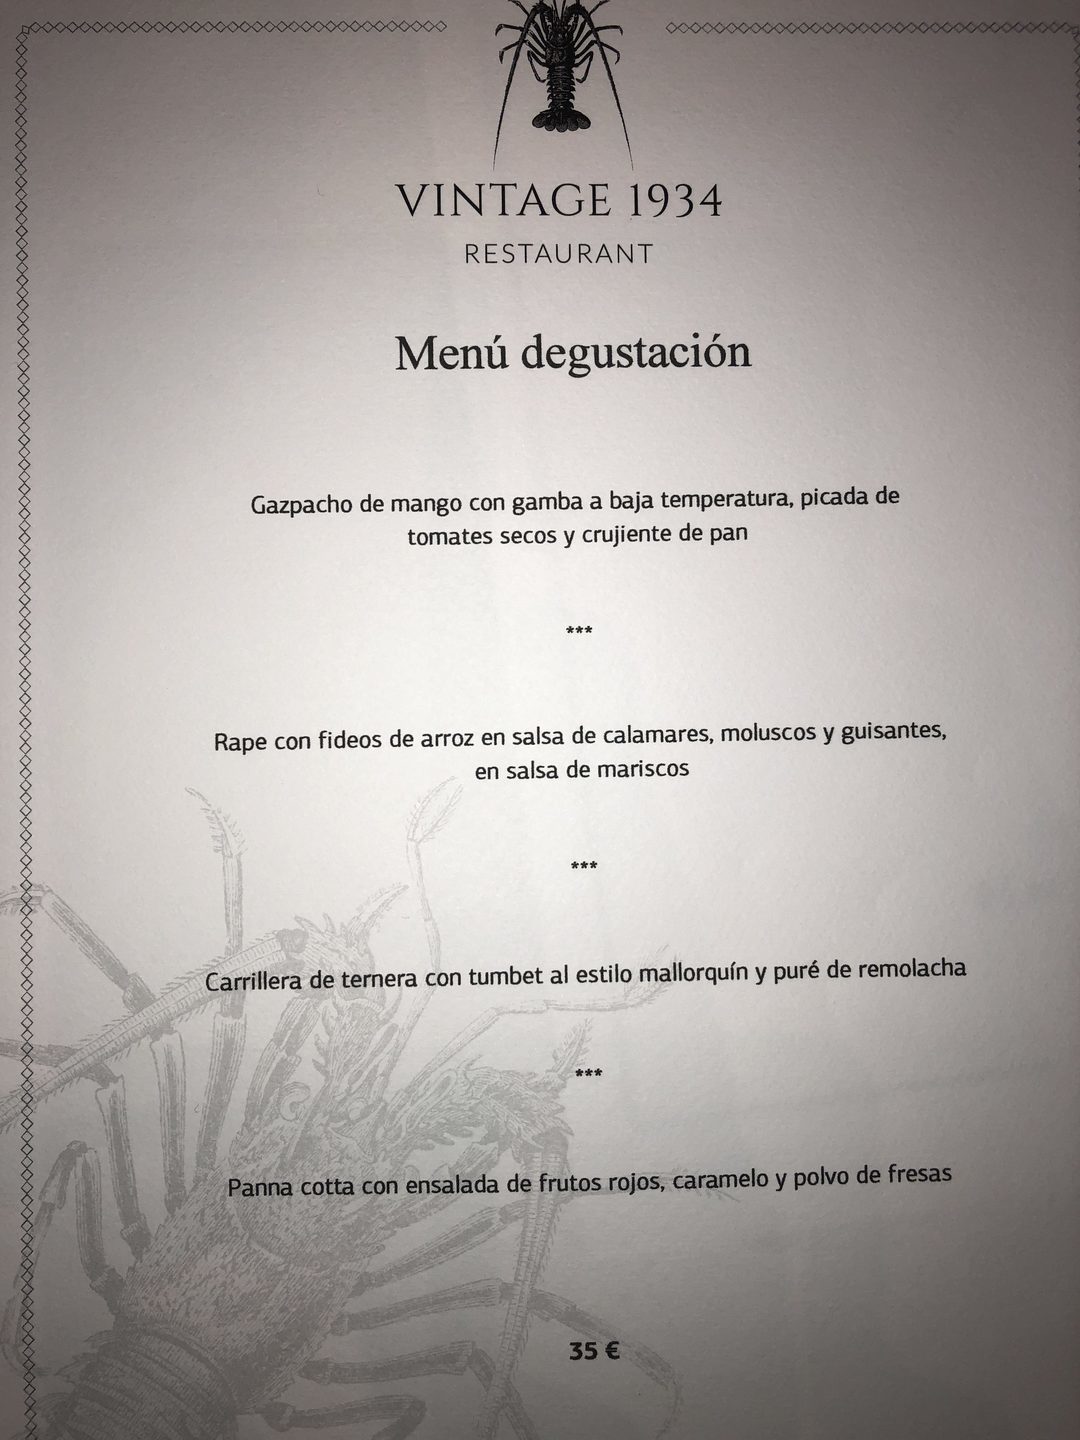 VINTAGE 1934
RESTAURANT
Menú degustación
Gazpacho de mango con gamba a baja temperatura, picada de
tomates secos y crujiente de pan
***
Rape con fideos de arroz en salsa de calamares, moluscos y guisantes,
en salsa de mariscos
***
Carrillera de ternera con tumbet al estilo mallorquín y puré de remolacha
***
Panna cotta con ensalada de frutos rojos, caramelo y polvo de fresas
35 €